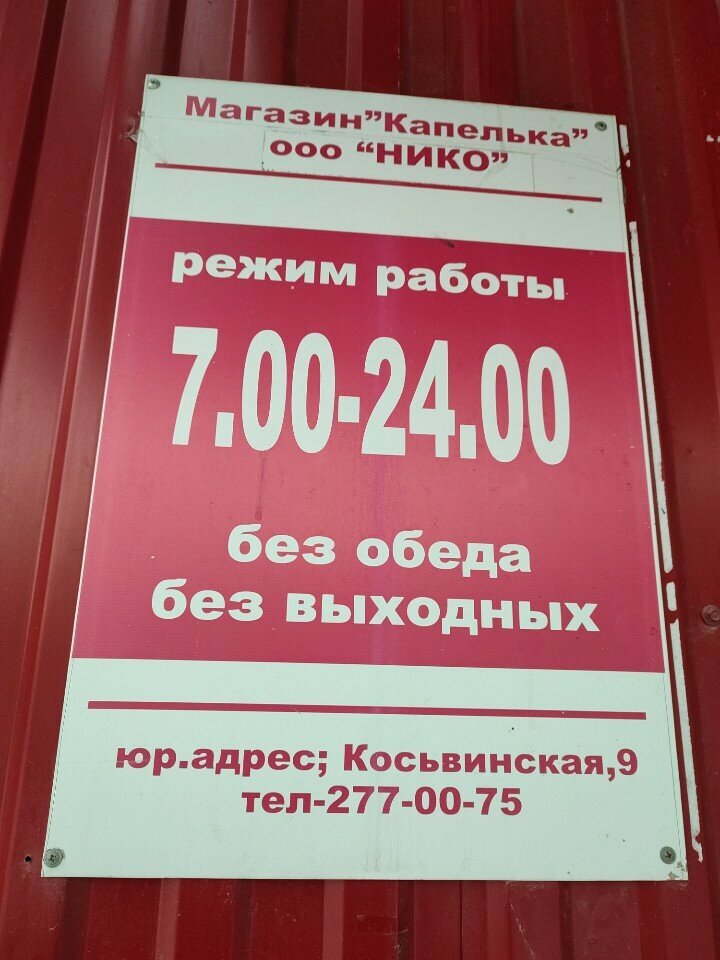 Магазин"Капелька"
ооо "НИКО"
режим работы
7.00-24.00
без обеда
без выходных
юр.адрес; Косьвинская,9
тел-277-00-75